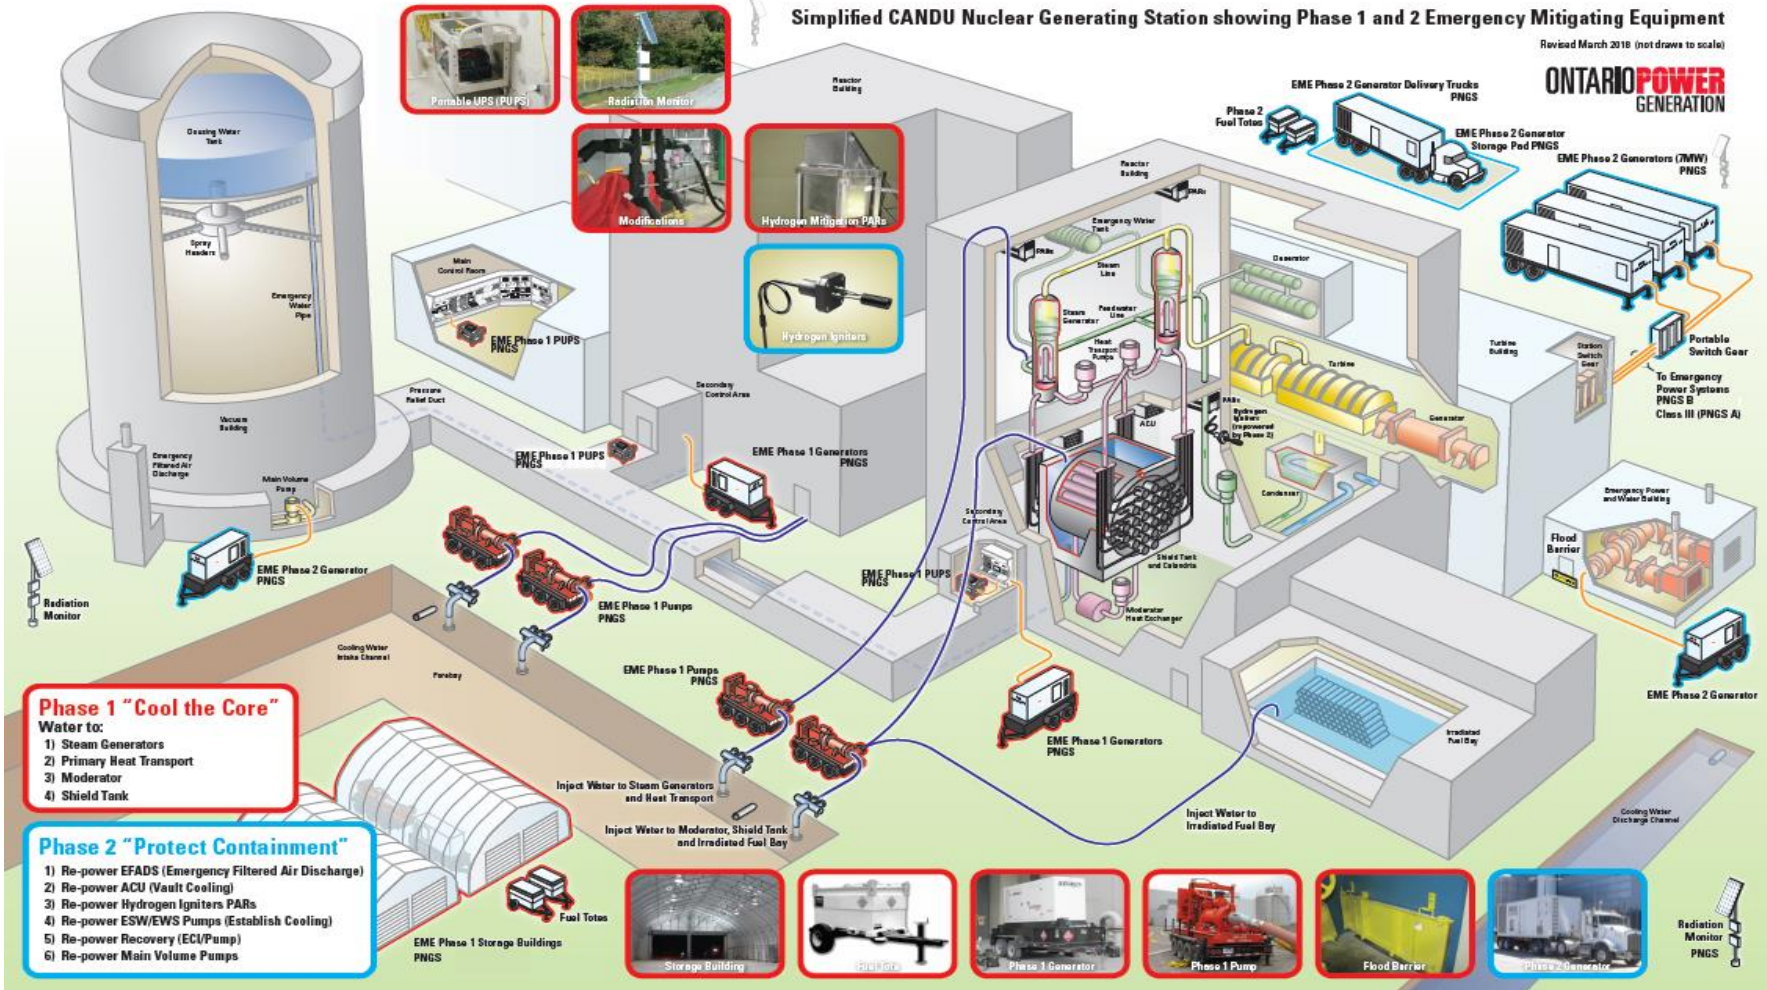 Simplified CANDU Nuclear Generating Station showing Phase 1 and 2 Emergency Mitigating Equipment
Revised March 2018 (not drawn to scale)
ONTARIOPOWER
GENERATION
Portable UPS (PUPS)
Radiation Monitor
Modifications
Hydrogen Mitigation PARs
Hydrogen Igniters
Reactor
Building
Dousing Water
Tank
Spray
Headers
Emergency
Water
Pipe
Vacuum
Building
Emergency
Filtered Air
Discharge
Main Volume
Pump
EME Phase 2 Generator
PNGS
Radiation
Monitor
Main
Control Room
EME Phase 1 PUPS
PNGS
Pressure
Relief Duct
Secondary
Control Area
EME Phase 1 PUPS
PNGS
EME Phase 1 Generators
PNGS
EME Phase 1 Pumps
PNGS
EME Phase 1 Pumps
PNGS
Cooling Water
Intake Channel
Forebay
Reactor
Building
PARs
PARs
Emergency Water
Tank
Steam
Line
Steam
Generator
Feedwater
Line
Heat
Transport
Pumps
ACU
PARs
Hydrogen
Igniters
(repowered
by Phase 2)
Deaerator
Turbine
Generator
Condenser
Turbine
Building
Station
Switch
Gear
Shield Tank
and Calandria
Moderator
Heat Exchanger
Secondary
Control Area
EME Phase 1 PUPS
PNGS
EME Phase 1 Generators
PNGS
EME Phase 2 Generator Delivery Trucks
PNGS
Phase 2
Fuel Totes
EME Phase 2 Generator
Storage Pad PNGS
EME Phase 2 Generators (7MW)
PNGS
Portable
Switch Gear
To Emergency
Power Systems
PNGS B
Class III (PNGS A)
Emergency Power
and Water Building
Flood
Barrier
EME Phase 2 Generator
Irradiated
Fuel Bay
Cooling Water
Discharge Channel
Inject Water to Steam Generators
and Heat Transport
Inject Water to Moderator, Shield Tank
and Irradiated Fuel Bay
Inject Water to
Irradiated Fuel Bay
Phase 1 "Cool the Core"
Water to:
1) Steam Generators
2) Primary Heat Transport
3) Moderator
4) Shield Tank
Phase 2 "Protect Containment"
1) Re-power EFADS (Emergency Filtered Air Discharge)
2) Re-power ACU (Vault Cooling)
3) Re-power Hydrogen Igniters PARs
4) Re-power ESW/EWS Pumps (Establish Cooling)
5) Re-power Recovery (ECI/Pump)
6) Re-power Main Volume Pumps
Fuel Totes
EME Phase 1 Storage Buildings
PNGS
Storage Building
Fuel Tote
Phase 1 Generator
Phase 1 Pump
Flood Barrier
Phase 2 Generator
Radiation
Monitor
PNGS